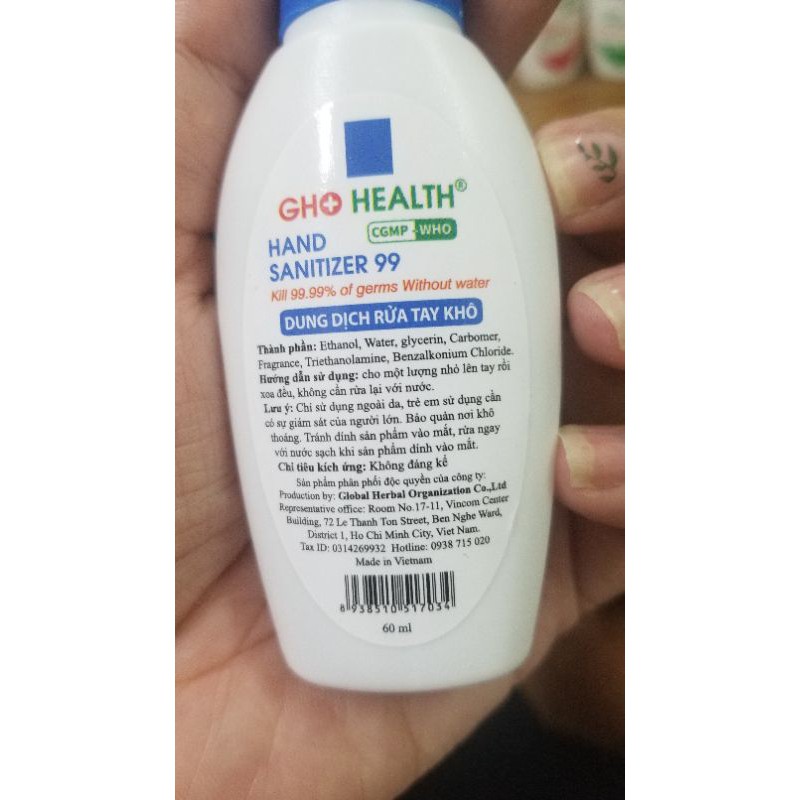 GHO HEALTH®
CGMP - WHO
HAND
SANITIZER 99
Kill 99.99% of germs Without water
DUNG DỊCH RỬA TAY KHÔ
Thành phần: Ethanol, Water, glycerin, Carbomer,
Fragrance, Triethanolamine, Benzalkonium Chloride.
Hướng dẫn sử dụng: cho một lượng nhỏ lên tay rồi
xoa đều, không cần rửa lại với nước.
Lưu ý: Chỉ sử dụng ngoài da, trẻ em sử dụng cần
có sự giám sát của người lớn. Bảo quản nơi khô
thoáng. Tránh dính sản phẩm vào mắt, rửa ngay
với nước sạch khi sản phẩm dính vào mắt.
Chỉ tiêu kích ứng: Không đáng kể
Sản phẩm phân phối độc quyền của công ty:
Production by: Global Herbal Organization Co.,Ltd
Representative office: Room No.17-11, Vincom Center
Building, 72 Le Thanh Ton Street, Ben Nghe Ward,
District 1, Ho Chi Minh City, Viet Nam.
Tax ID: 0314269932 Hotline: 0938 715 020
Made in Vietnam
8 938510 517034
60 ml